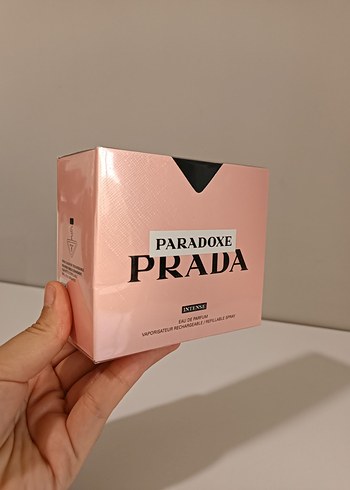 PARADOXE
PRADA
INTENSE
EAU DE PARFUM
VAPORISATEUR RECHARGEABLE / REFILLABLE SPRAY